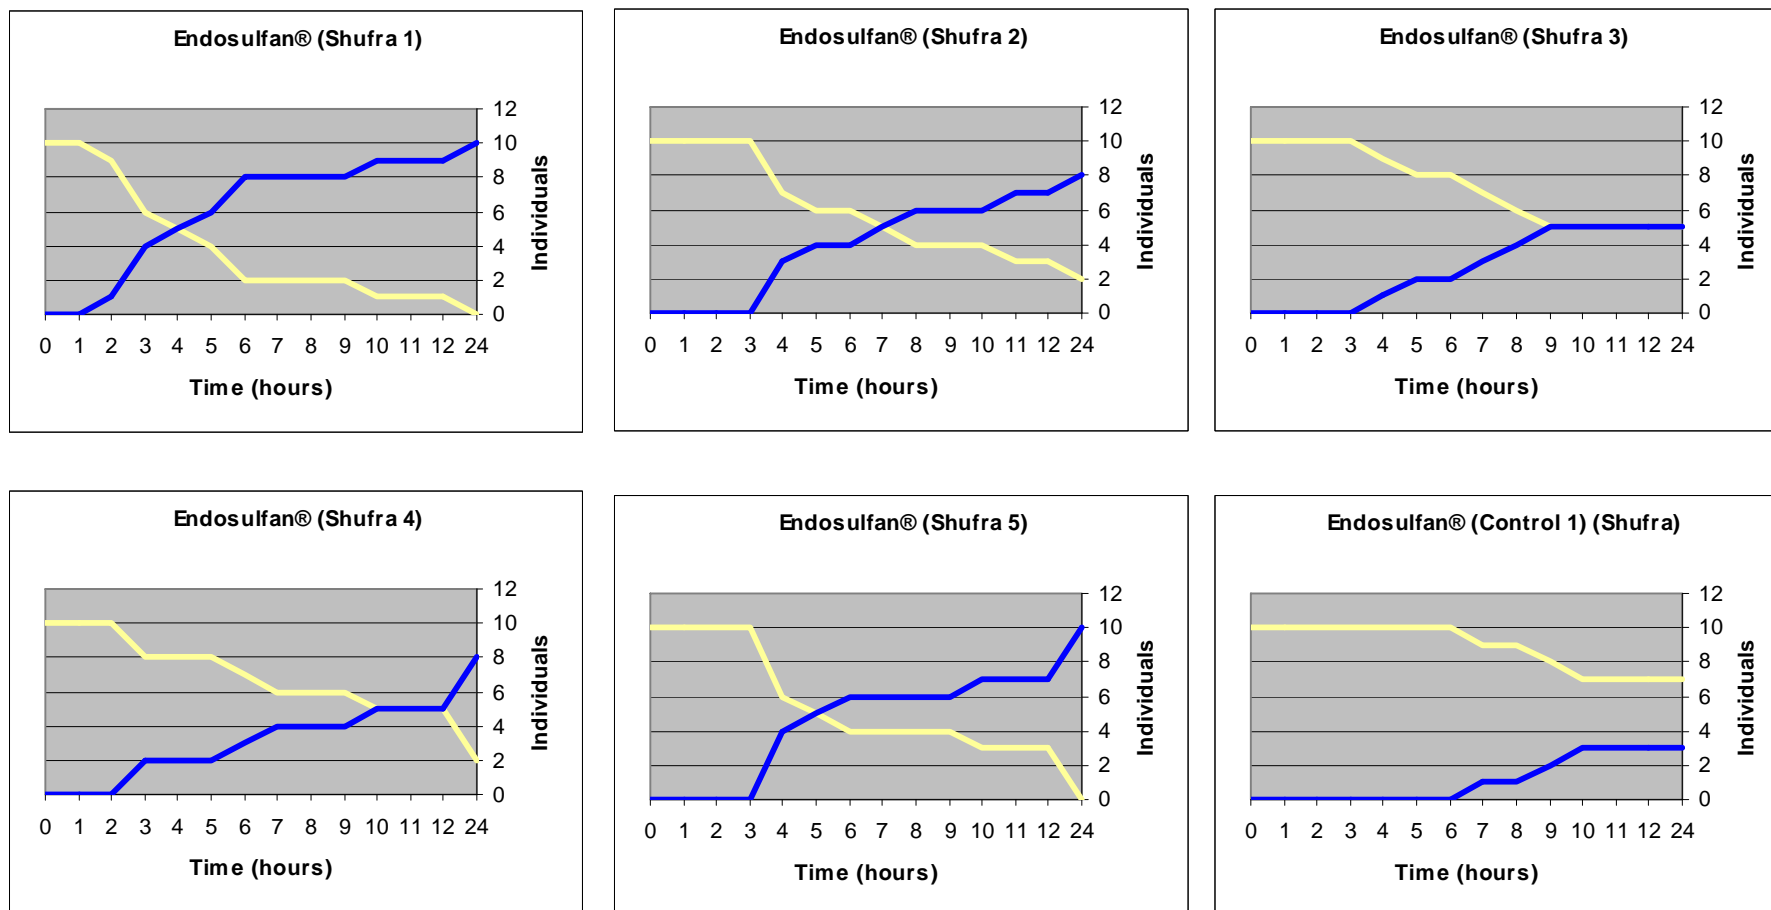 Endosulfan® (Shufra 1)
12
10
8
6
4
2
0
Individuals
0 1 2 3 4 5 6 7 8 9 10 11 12 24
Time (hours)
Endosulfan® (Shufra 2)
12
10
8
6
4
2
0
Individuals
0 1 2 3 4 5 6 7 8 9 10 11 12 24
Time (hours)
Endosulfan® (Shufra 3)
12
10
8
6
4
2
0
Individuals
0 1 2 3 4 5 6 7 8 9 10 11 12 24
Time (hours)
Endosulfan® (Shufra 4)
12
10
8
6
4
2
0
Individuals
0 1 2 3 4 5 6 7 8 9 10 11 12 24
Time (hours)
Endosulfan® (Shufra 5)
12
10
8
6
4
2
0
Individuals
0 1 2 3 4 5 6 7 8 9 10 11 12 24
Time (hours)
Endosulfan® (Control 1) (Shufra)
12
10
8
6
4
2
0
Individuals
0 1 2 3 4 5 6 7 8 9 10 11 12 24
Time (hours)